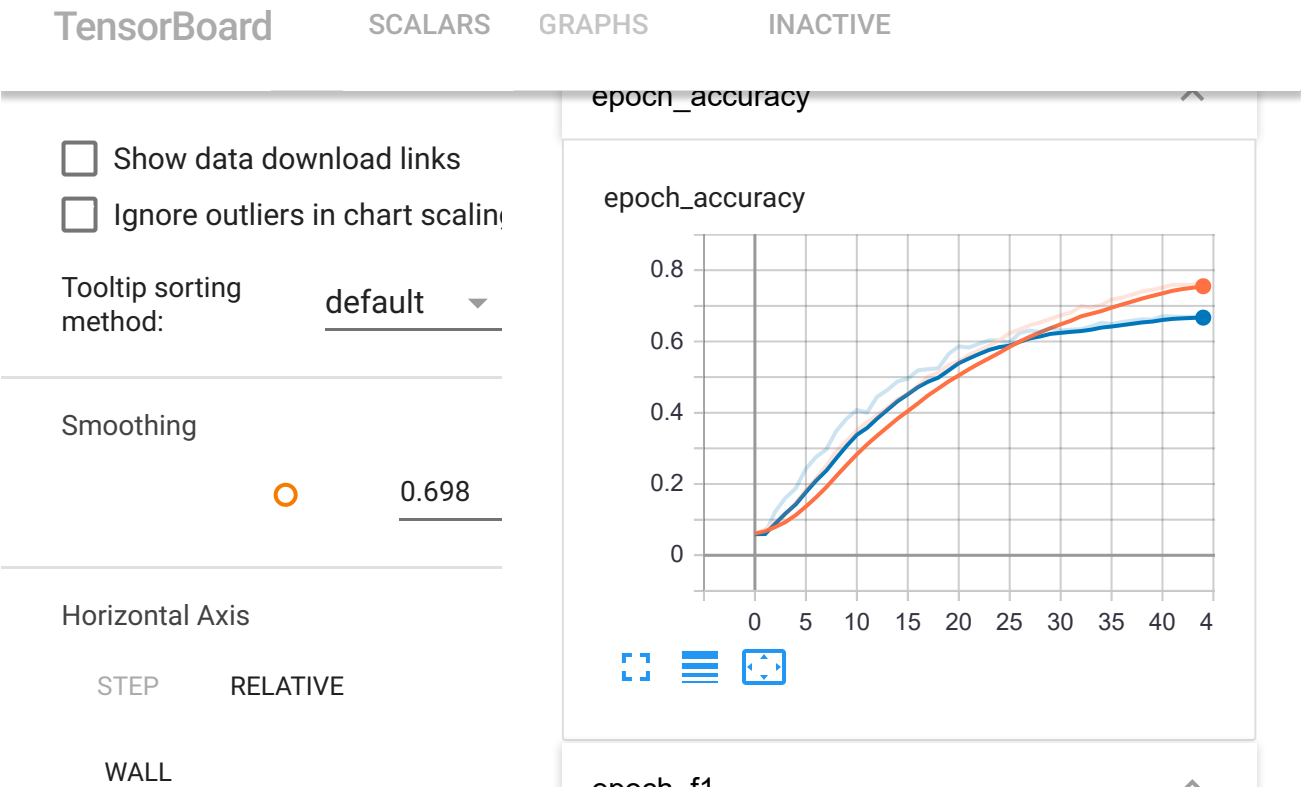 TensorBoard SCALARS GRAPHS INACTIVE
Show data download links
Ignore outliers in chart scaling
Tooltip sorting
method:
default
Smoothing
0.698
Horizontal Axis
STEP RELATIVE
WALL
epoch_accuracy
epoch_accuracy
0.8
0.6
0.4
0.2
0
0 5 10 15 20 25 30 35 40 4
epoch_f1